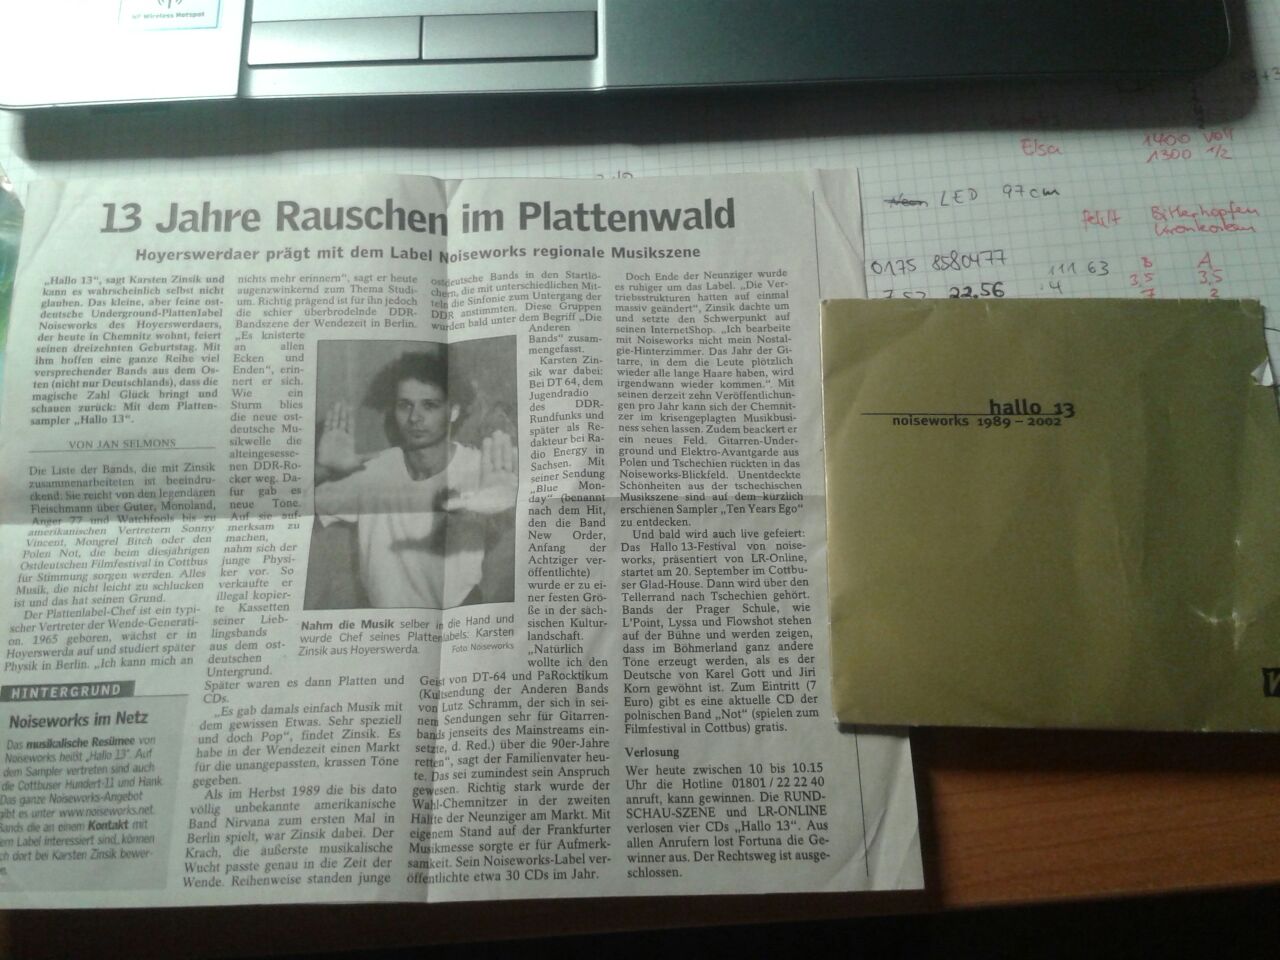 HP Wireless Hotspot
Elsa 1400 Voll
1300 1/2
LED 97cm
fehlt
0175 8580477
111 63
B A
3,5 3,5
7 2
22.56
13 Jahre Rauschen im Plattenwald
Hoyerswerdaer prägt mit dem Label Noiseworks regionale Musikszene
„Hallo 13“, sagt Karsten Zinsik und
kann es wahrscheinlich selbst nicht
glauben. Das kleine, aber feine ost-
deutsche Underground-Plattenlabel
Noiseworks des Hoyerswerdaers,
der heute in Chemnitz wohnt, feiert
seinen dreizehnten Geburtstag. Mit
ihm hoffen eine ganze Reihe viel
versprechender Bands aus dem Os-
ten (nicht nur Deutschlands), dass die
magische Zahl Glück bringt und
schauen zurück: Mit dem Platten-
sampler „Hallo 13“.
VON JAN SELMONS
Die Liste der Bands, die mit Zinsik
zusammenarbeiteten ist beeindru-
ckend. Sie reicht von den legendären
Fleischmann über Guter, Monoland,
Anger 77 und Watchfools bis zu
amerikanischen Vertretern Sonny
Vincent, Mongrel Bitch oder den
Polen Not, die beim diesjährigen
Ostdeutschen Filmfestival in Cottbus
für Stimmung sorgen werden. Alles
Musik, die nicht leicht zu schlucken
ist und das hat seinen Grund.
Der Plattenlabel-Chef ist ein typi-
scher Vertreter der Wende-Generati-
on. 1965 geboren, wächst er in
Hoyerswerda auf und studiert später
Physik in Berlin. „Ich kann mich an
HINTERGRUND
Noiseworks im Netz
Das musikalische Resümee von
Noiseworks heißt „Hallo 13“. Auf
dem Sampler vertreten sind auch
die Cottbuser Hundert-11 und Hank
Das ganze Noiseworks-Angebot
gibt es unter www.noiseworks.net.
Bands die an einem Kontakt mit
dem Label interessiert sind, können
sich dort bei Karsten Zinsik bewer-
nichts mehr erinnern“, sagt er heute
augenzwinkernd zum Thema Studi-
um. Richtig prägend ist für ihn jedoch
die schier überbrodelnde DDR-
Bandszene der Wendezeit in Berlin.
„Es knisterte
an allen
Ecken und
Enden“, erin-
nert er sich.
Wie ein
Sturm blies
die neue ost-
deutsche Mu-
sikwelle die
alteingesesse-
nen DDR-Ro-
cker weg. Da-
für gab es
neue Töne.
Auf sie auf-
merksam zu
machen,
nahm sich der
junge Physi-
ker vor. So
verkaufte er
illegal kopier-
te Kassetten
seiner Lieb-
lingsbands
aus dem ost-
deutschen
Untergrund.
Später waren es dann Platten und
CDs.
„Es gab damals einfach Musik mit
dem gewissen Etwas. Sehr speziell
und doch Pop“, findet Zinsik. Es
habe in der Wendezeit einen Markt
für die unangepassten, krassen Töne
gegeben.
Als im Herbst 1989 die bis dato
völlig unbekannte amerikanische
Band Nirvana zum ersten Mal in
Berlin spielt, war Zinsik dabei. Der
Krach, die äußerste musikalische
Wucht passte genau in die Zeit der
Wende. Reihenweise standen junge
Nahm die Musik selber in die Hand und
wurde Chef seines Plattenlabels: Karsten
Zinsik aus Hoyerswerda. Foto Noiseworks
ostdeutsche Bands in den Startlö-
chern, die mit unterschiedlichen Mit-
teln die Sinfonie zum Untergang der
DDR anstimmten. Diese Gruppen
wurden bald unter dem Begriff „Die
Anderen
Bands“ zusam-
mengefasst.
Karsten Zin-
sik war dabei:
Bei DT 64, dem
Jugendradio
des DDR-
Rundfunks und
später als Re-
dakteur bei Ra-
dio Energy in
Sachsen. Mit
seiner Sendung
„Blue Mon-
day“ (benannt
nach dem Hit,
den die Band
New Order,
Anfang der
Achtziger ver-
öffentlichte)
wurde er zu ei-
ner festen Grö-
ße in der säch-
sischen Kultur-
landschaft.
„Natürlich
wollte ich den
Geist von DT-64 und PaRocktikum
(Kultsendung der Anderen Bands
von Lutz Schramm, der sich in sei-
nen Sendungen sehr für Gitarren-
bands jenseits des Mainstreams ein-
setzte, d. Red.) über die 90er-Jahre
retten“, sagt der Familienvater heu-
te. Das sei zumindest sein Anspruch
gewesen. Richtig stark wurde der
Wahl-Chemnitzer in der zweiten
Hälfte der Neunziger am Markt. Mit
eigenem Stand auf der Frankfurter
Musikmesse sorgte er für Aufmerk-
samkeit. Sein Noiseworks-Label ver-
öffentlichte etwa 30 CDs im Jahr.
Doch Ende der Neunziger wurde
es ruhiger um das Label. „Die Ver-
triebsstrukturen hatten auf einmal
massiv geändert“, Zinsik dachte um
und setzte den Schwerpunkt auf
seinen InternetShop. „Ich bearbeite
mit Noiseworks nicht mein Nostal-
gie-Hinterzimmer. Das Jahr der Gi-
tarre, in dem die Leute plötzlich
wieder alle lange Haare haben, wird
irgendwann wieder kommen.“ Mit
seinen derzeit zehn Veröffentlichun-
gen pro Jahr kann sich der Chemnit-
zer im krisengeplagten Musikbusi-
ness sehen lassen. Zudem beackert er
ein neues Feld. Gitarren-Under-
ground und Elektro-Avantgarde aus
Polen und Tschechien rückten in das
Noiseworks-Blickfeld. Unentdeckte
Schönheiten aus der tschechischen
Musikszene sind auf dem kürzlich
erschienen Sampler „Ten Years Ego“
zu entdecken.
Und bald wird auch live gefeiert:
Das Hallo 13-Festival von noise-
works, präsentiert von LR-Online,
startet am 20. September im Cottbu-
ser Glad-House. Dann wird über den
Tellerrand nach Tschechien gehört.
Bands der Prager Schule, wie
L'Point, Lyssa und Flowshot stehen
auf der Bühne und werden zeigen,
dass im Böhmerland ganz andere
Töne erzeugt werden, als es der
Deutsche von Karel Gott und Jiri
Korn gewöhnt ist. Zum Eintritt (7
Euro) gibt es eine aktuelle CD der
polnischen Band „Not“ (spielen zum
Filmfestival in Cottbus) gratis.
Verlosung
Wer heute zwischen 10 bis 10.15
Uhr die Hotline 01801 / 22 22 40
anruft, kann gewinnen. Die RUND-
SCHAU-SZENE und LR-ONLINE
verlosen vier CDs „Hallo 13“. Aus
allen Anrufern lost Fortuna die Ge-
winner aus. Der Rechtsweg ist ausge-
schlossen.
hallo 13
noiseworks 1989 – 2002